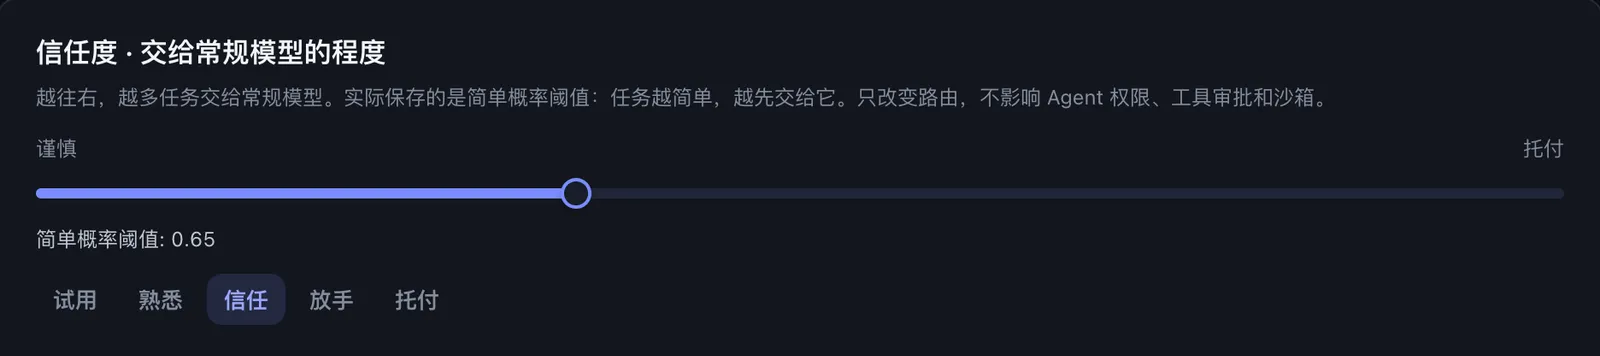 信任度 · 交给常规模型的程度
越往右，越多任务交给常规模型。实际保存的是简单概率阈值：任务越简单，越先交给它。只改变路由，不影响 Agent 权限、工具审批和沙箱。
谨慎 托付
简单概率阈值: 0.65
试用 熟悉 信任 放手 托付